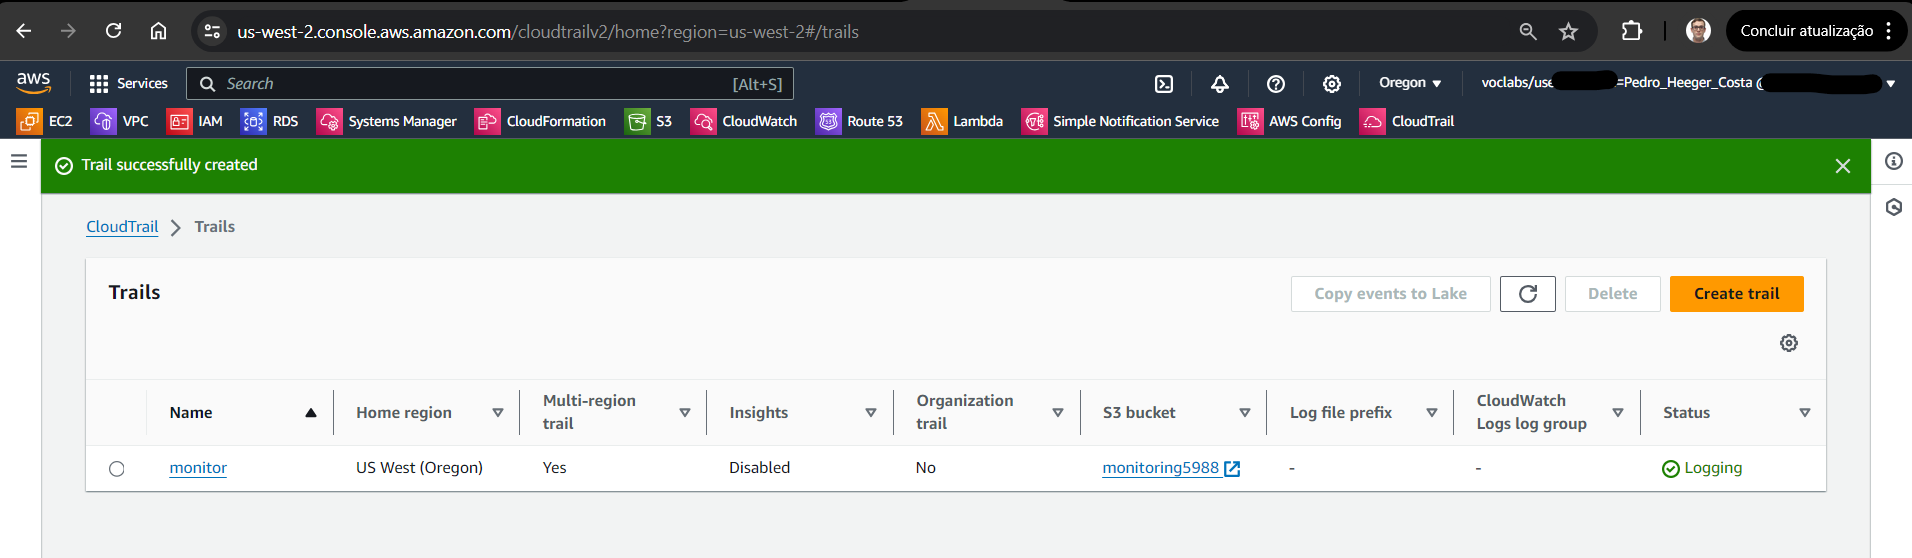 us-west-2.console.aws.amazon.com/cloudtrailv2/home?region=us-west-2#/trails
Concluir atualização
aws
Services
Search
[Alt+S]
Oregon
voclabs/use
=Pedro_Heeger_Costa @
EC2
VPC
IAM
RDS
Systems Manager
CloudFormation
S3
CloudWatch
Route 53
Lambda
Simple Notification Service
AWS Config
CloudTrail
Trail successfully created
CloudTrail
Trails
Trails
Copy events to Lake
Delete
Create trail
Name
Home region
Multi-region
trail
Insights
Organization
trail
S3 bucket
Log file prefix
CloudWatch
Logs log group
Status
monitor
US West (Oregon)
Yes
Disabled
No
monitoring5988
-
-
Logging